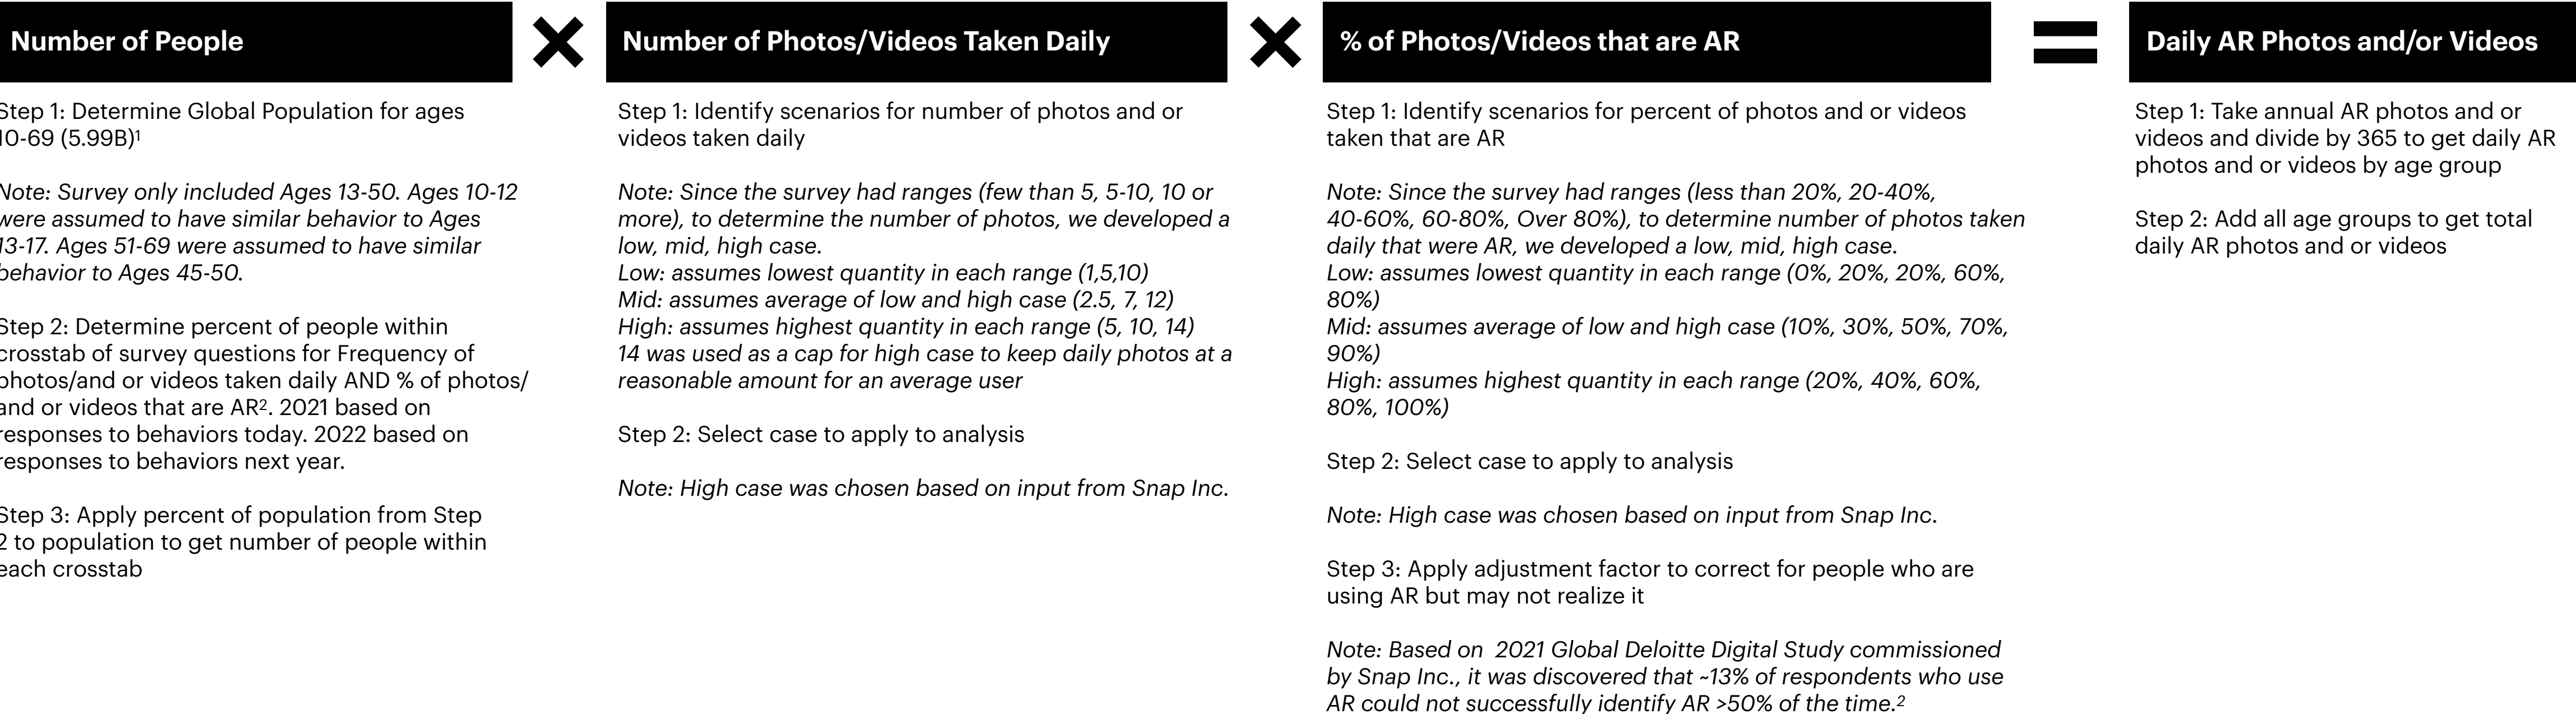 Number of People
Step 1: Determine Global Population for ages
10-69 (5.99B)¹
Note: Survey only included Ages 13-50. Ages 10-12
were assumed to have similar behavior to Ages
13-17. Ages 51-69 were assumed to have similar
behavior to Ages 45-50.
Step 2: Determine percent of people within
crosstab of survey questions for Frequency of
photos/and or videos taken daily AND % of photos/
and or videos that are AR². 2021 based on
responses to behaviors today. 2022 based on
responses to behaviors next year.
Step 3: Apply percent of population from Step
2 to population to get number of people within
each crosstab
×
Number of Photos/Videos Taken Daily
Step 1: Identify scenarios for number of photos and or
videos taken daily
Note: Since the survey had ranges (few than 5, 5-10, 10 or
more), to determine the number of photos, we developed a
low, mid, high case.
Low: assumes lowest quantity in each range (1,5,10)
Mid: assumes average of low and high case (2.5, 7, 12)
High: assumes highest quantity in each range (5, 10, 14)
14 was used as a cap for high case to keep daily photos at a
reasonable amount for an average user
Step 2: Select case to apply to analysis
Note: High case was chosen based on input from Snap Inc.
×
% of Photos/Videos that are AR
Step 1: Identify scenarios for percent of photos and or videos
taken that are AR
Note: Since the survey had ranges (less than 20%, 20-40%,
40-60%, 60-80%, Over 80%), to determine number of photos taken
daily that were AR, we developed a low, mid, high case.
Low: assumes lowest quantity in each range (0%, 20%, 20%, 60%,
80%)
Mid: assumes average of low and high case (10%, 30%, 50%, 70%,
90%)
High: assumes highest quantity in each range (20%, 40%, 60%,
80%, 100%)
Step 2: Select case to apply to analysis
Note: High case was chosen based on input from Snap Inc.
Step 3: Apply adjustment factor to correct for people who are
using AR but may not realize it
Note: Based on 2021 Global Deloitte Digital Study commissioned
by Snap Inc., it was discovered that ~13% of respondents who use
AR could not successfully identify AR >50% of the time.²
=
Daily AR Photos and/or Videos
Step 1: Take annual AR photos and or
videos and divide by 365 to get daily AR
photos and or videos by age group
Step 2: Add all age groups to get total
daily AR photos and or videos